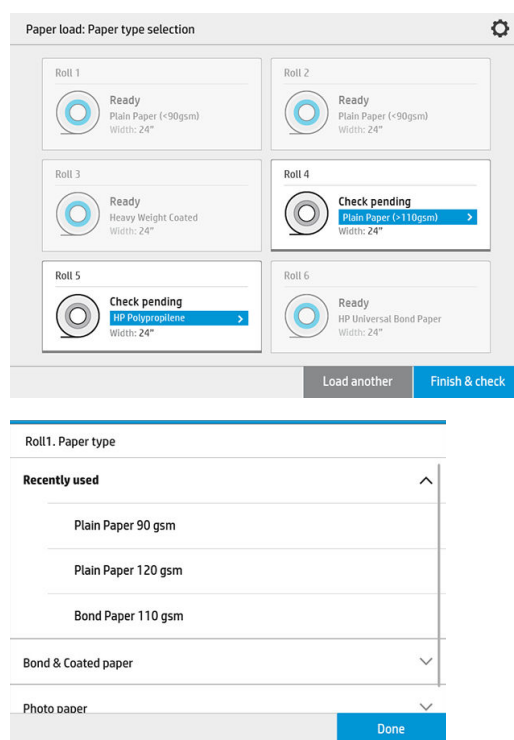 Paper load: Paper type selection
Roll 1
Ready
Plain Paper (<90gsm)
Width: 24"
Roll 2
Ready
Plain Paper (<90gsm)
Width: 24"
Roll 3
Ready
Heavy Weight Coated
Width: 24"
Roll 4
Check pending
Plain Paper (>110gsm)
Width: 24"
Roll 5
Check pending
HP Polypropilene
Width: 24"
Roll 6
Ready
HP Universal Bond Paper
Width: 24"
Load another
Finish & check
Roll1. Paper type
Recently used
Plain Paper 90 gsm
Plain Paper 120 gsm
Bond Paper 110 gsm
Bond & Coated paper
Photo paper
Done